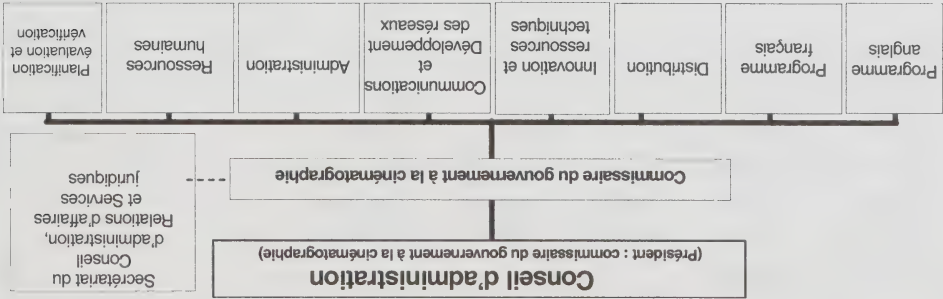 Conseil d'administration
(Président : commissaire du gouvernement à la cinématographie)
Secrétariat du
Conseil
d'administration,
Relations d'affaires
et Services
juridiques
Commissaire du gouvernement à la cinématographie
Programme
anglais
Programme
français
Distribution
Innovation et
ressources
techniques
Communications
et
Développement
des réseaux
Administration
Ressources
humaines
Planification
évaluation et
vérification